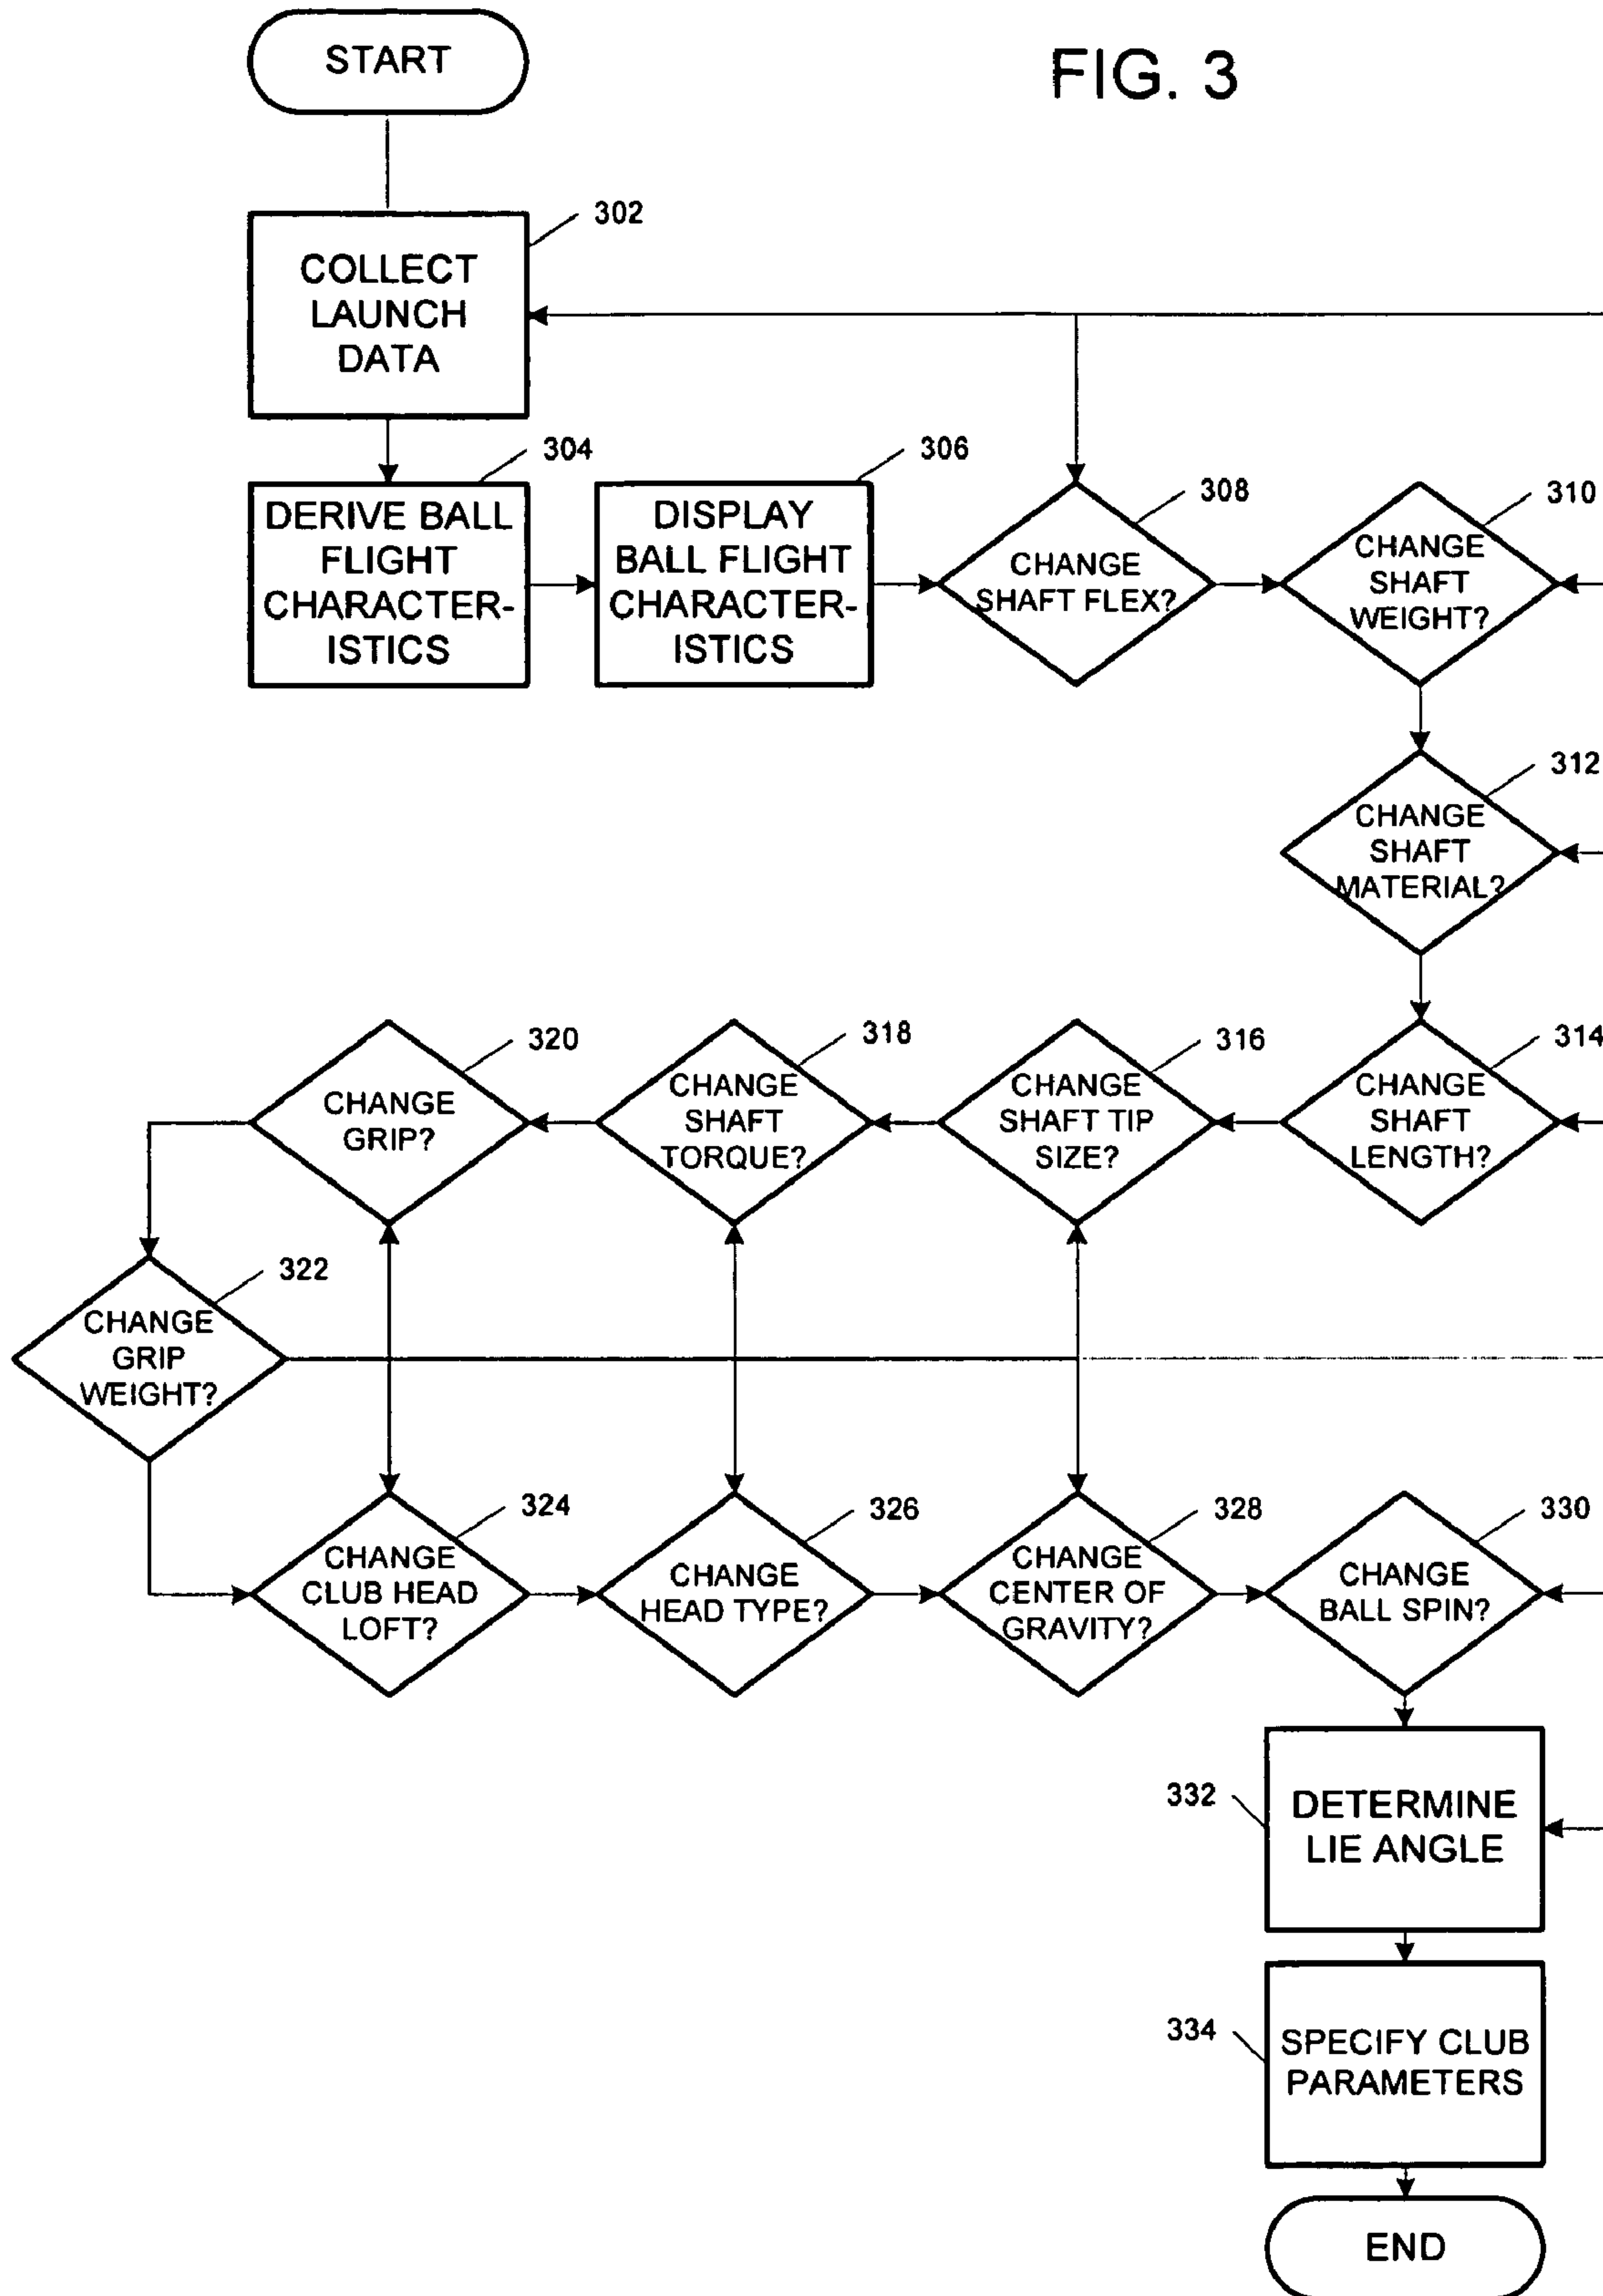 START
FIG. 3
302
COLLECT
LAUNCH
DATA
304
DERIVE BALL
FLIGHT
CHARACTER-
ISTICS
306
DISPLAY
BALL FLIGHT
CHARACTER-
ISTICS
308
CHANGE
SHAFT FLEX?
310
CHANGE
SHAFT
WEIGHT?
312
CHANGE
SHAFT
MATERIAL?
314
CHANGE
SHAFT
LENGTH?
316
CHANGE
SHAFT TIP
SIZE?
318
CHANGE
SHAFT
TORQUE?
320
CHANGE
GRIP?
322
CHANGE
GRIP
WEIGHT?
324
CHANGE
CLUB HEAD
LOFT?
326
CHANGE
HEAD TYPE?
328
CHANGE
CENTER OF
GRAVITY?
330
CHANGE
BALL SPIN?
332
DETERMINE
LIE ANGLE
334
SPECIFY CLUB
PARAMETERS
END